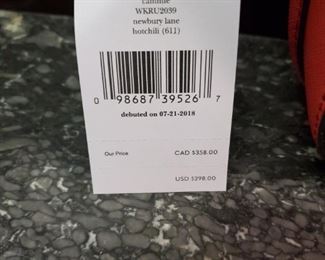 cammie
WKRU2039
newbury lane
hotchili (611)
0 98687 39526 7
debuted on 07-21-2018
Our Price CAD $358.00
USD $298.00